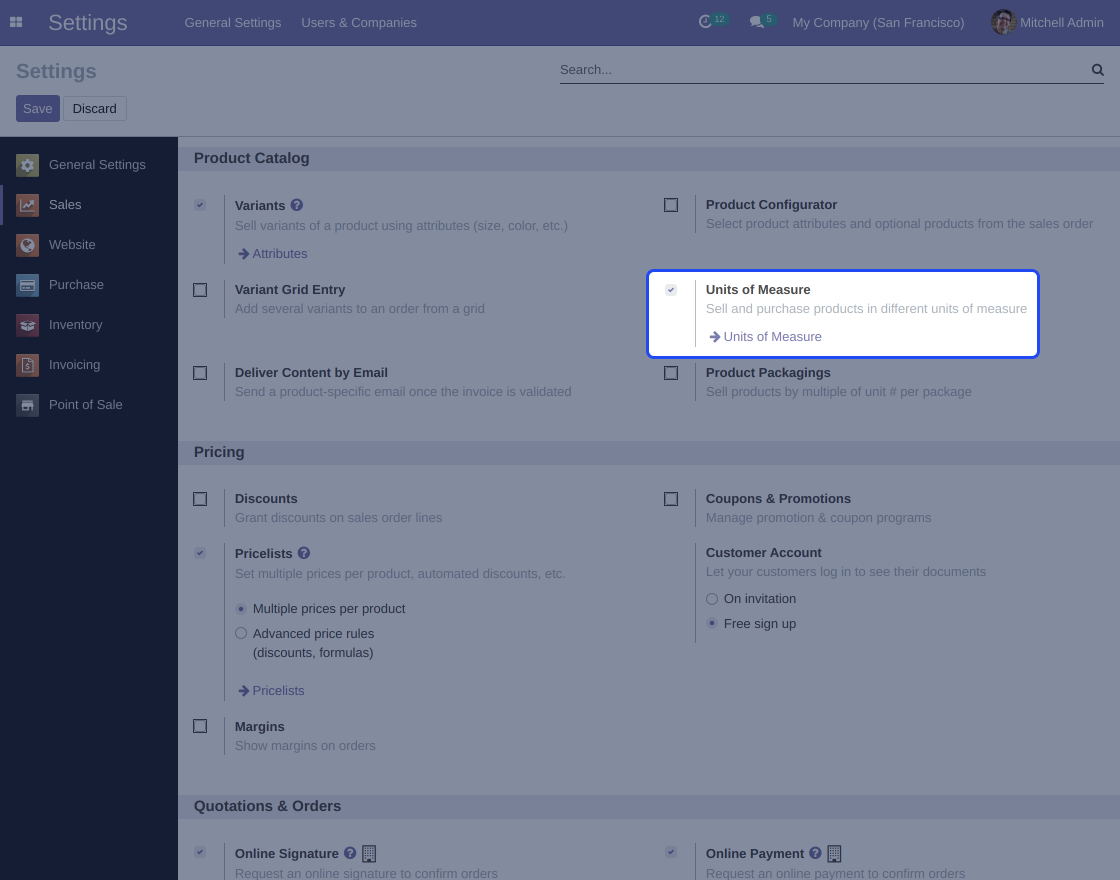 Settings
General Settings
Users & Companies
12
5
My Company (San Francisco)
Mitchell Admin
Settings
Search...
Save
Discard
General Settings
Sales
Website
Purchase
Inventory
Invoicing
Point of Sale
Product Catalog
Variants
Sell variants of a product using attributes (size, color, etc.)
Attributes
Product Configurator
Select product attributes and optional products from the sales order
Variant Grid Entry
Add several variants to an order from a grid
Units of Measure
Sell and purchase products in different units of measure
Units of Measure
Deliver Content by Email
Send a product-specific email once the invoice is validated
Product Packagings
Sell products by multiple of unit # per package
Pricing
Discounts
Grant discounts on sales order lines
Coupons & Promotions
Manage promotion & coupon programs
Pricelists
Set multiple prices per product, automated discounts, etc.
Multiple prices per product
Advanced price rules
(discounts, formulas)
Pricelists
Customer Account
Let your customers log in to see their documents
On invitation
Free sign up
Margins
Show margins on orders
Quotations & Orders
Online Signature
Request an online signature to confirm orders
Online Payment
Request an online payment to confirm orders